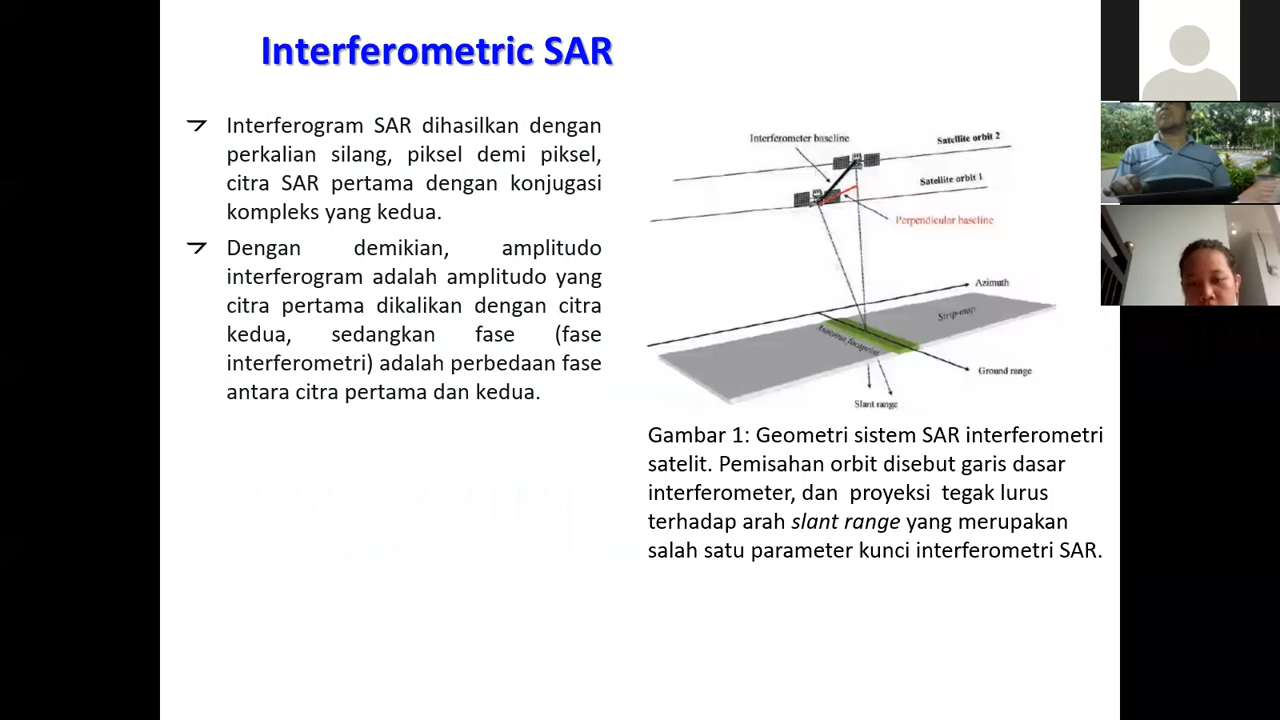 Interferometric SAR
Interferogram SAR dihasilkan dengan
perkalian silang, piksel demi piksel,
citra SAR pertama dengan konjugasi
kompleks yang kedua.
Dengan demikian, amplitudo
interferogram adalah amplitudo yang
citra pertama dikalikan dengan citra
kedua, sedangkan fase (fase
interferometri) adalah perbedaan fase
antara citra pertama dan kedua.
Interferometer baseline
Satellite orbit 2
Satellite orbit 1
Perpendicular baseline
Azimuth
Strip-map
Antenna footprint
Ground range
Slant range
Gambar 1: Geometri sistem SAR interferometri
satelit. Pemisahan orbit disebut garis dasar
interferometer, dan proyeksi tegak lurus
terhadap arah slant range yang merupakan
salah satu parameter kunci interferometri SAR.